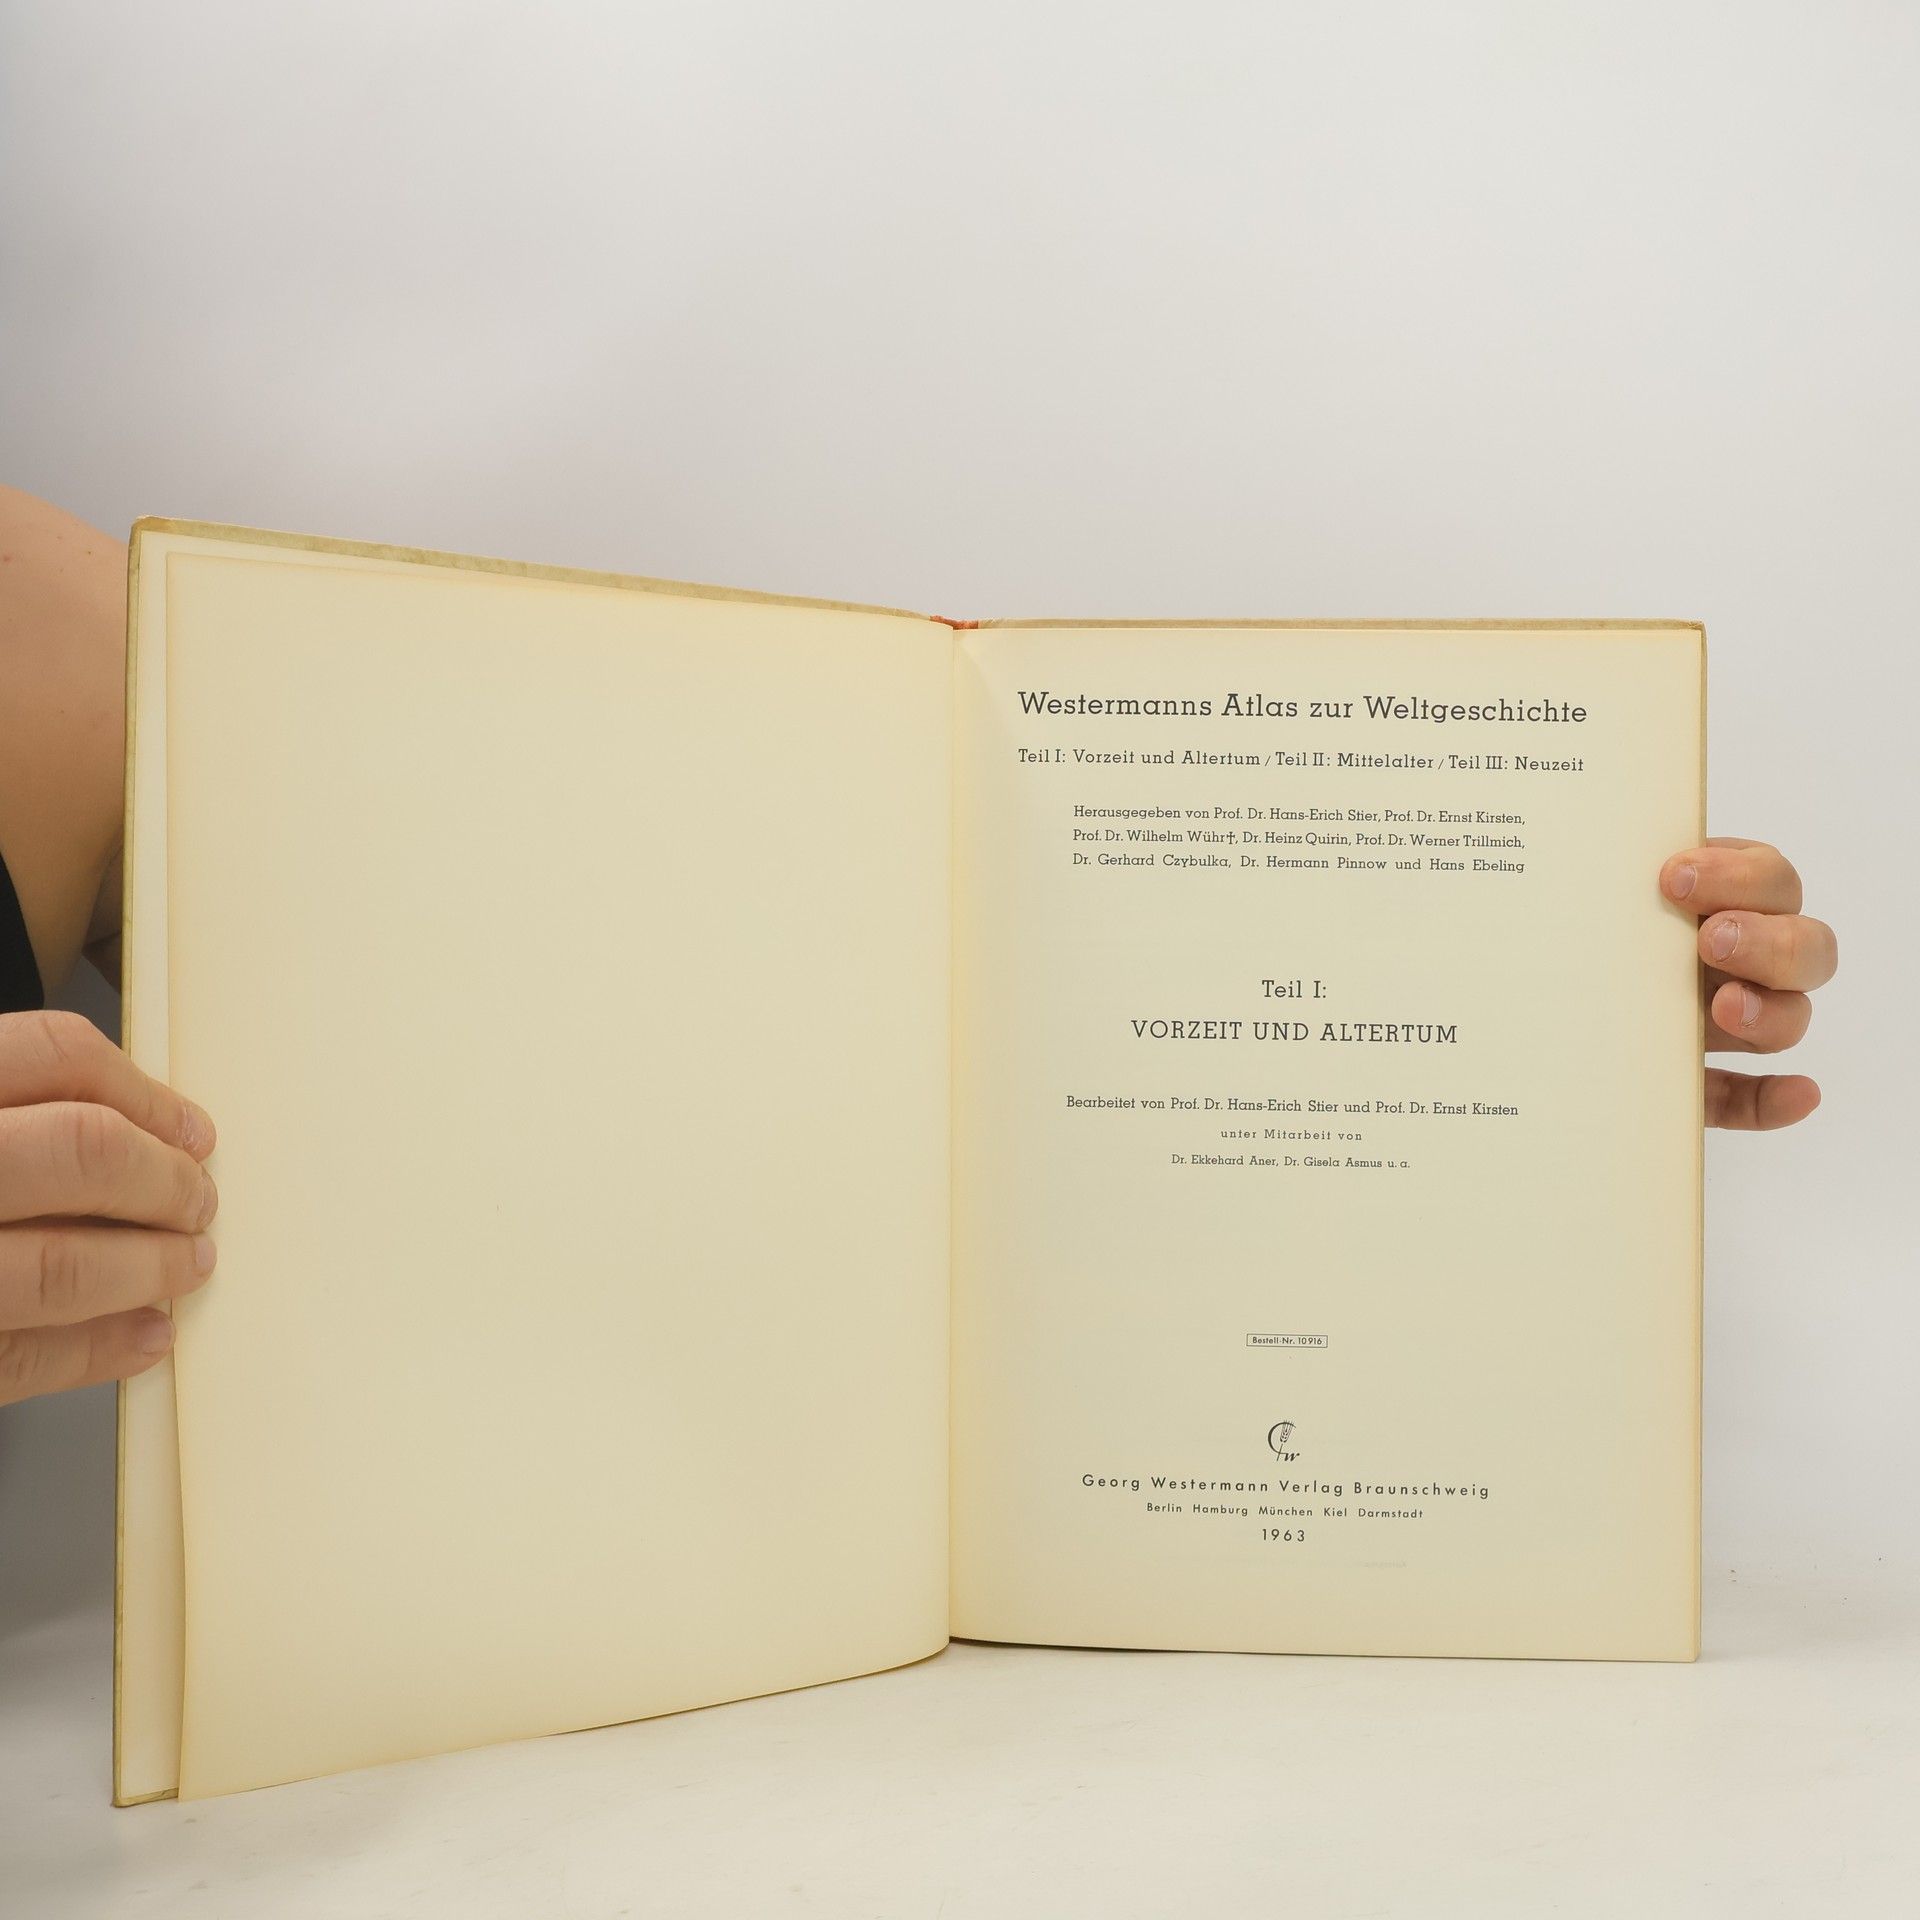 Westermanns Atlas zur Weltgeschichte
Teil I: Vorzeit und Altertum / Teil II: Mittelalter / Teil III: Neuzeit
Herausgegeben von Prof. Dr. Hans-Erich Stier, Prof. Dr. Ernst Kirsten,
Prof. Dr. Wilhelm Wühr†, Dr. Heinz Quirin, Prof. Dr. Werner Trillmich,
Dr. Gerhard Czybulka, Dr. Hermann Pinnow und Hans Ebeling
Teil I:
VORZEIT UND ALTERTUM
Bearbeitet von Prof. Dr. Hans-Erich Stier und Prof. Dr. Ernst Kirsten
unter Mitarbeit von
Dr. Ekkehard Aner, Dr. Gisela Asmus u. a.
Bestell-Nr. 10 916
Georg Westermann Verlag Braunschweig
Berlin Hamburg München Kiel Darmstadt
1963